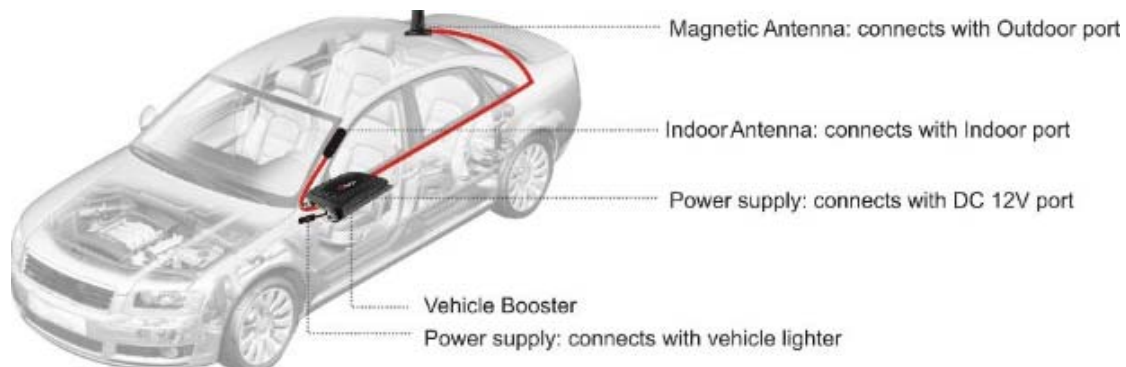 Magnetic Antenna: connects with Outdoor port
Indoor Antenna: connects with Indoor port
Power supply: connects with DC 12V port
Vehicle Booster
Power supply: connects with vehicle lighter